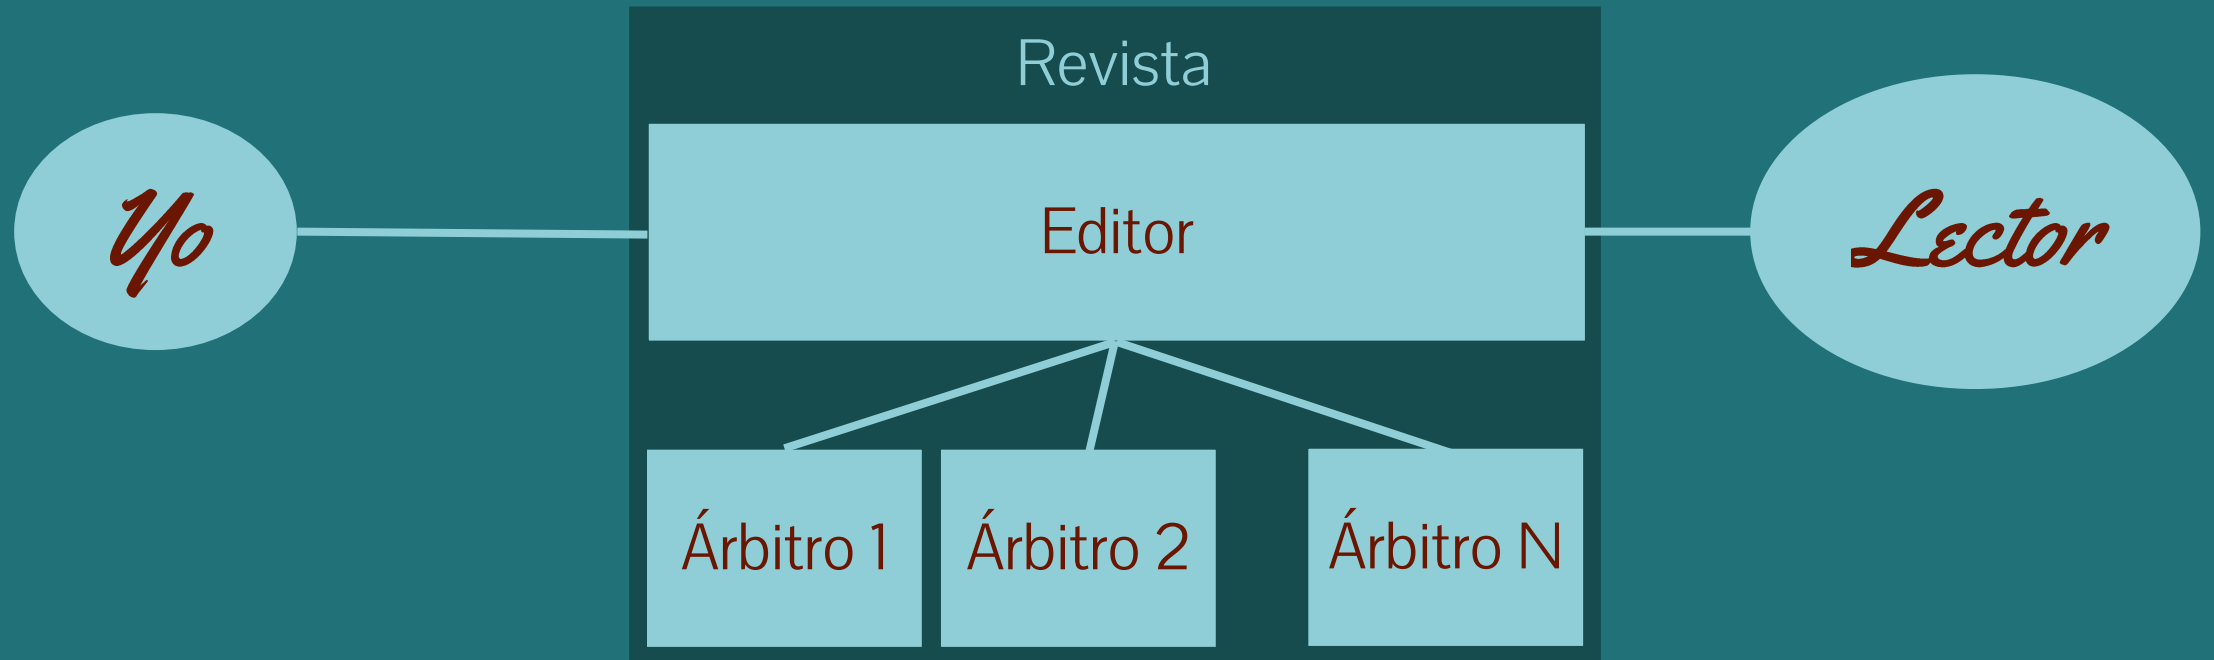 Revista
Yo
Editor
Lector
Árbitro 1
Árbitro 2
Árbitro N